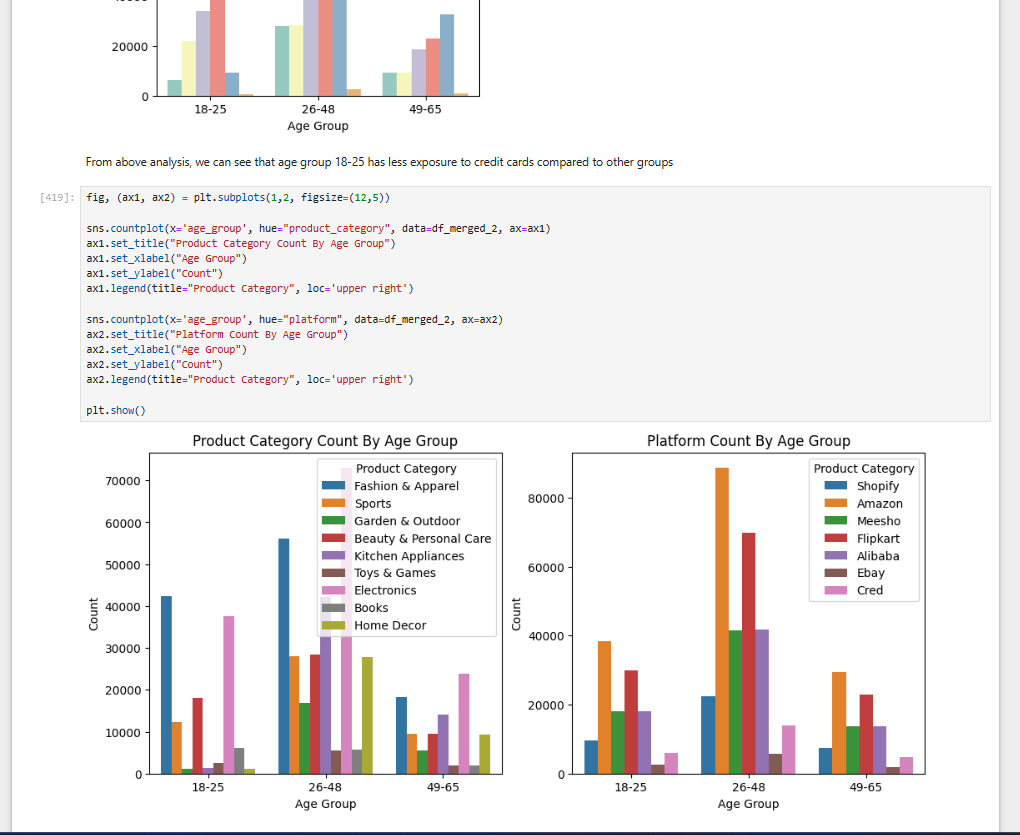 20000
0
18-25
26-48
49-65
Age Group
From above analysis, we can see that age group 18-25 has less exposure to credit cards compared to other groups
[419]:
fig, (ax1, ax2) = plt.subplots(1,2, figsize=(12,5))
sns.countplot(x='age_group', hue="product_category", data=df_merged_2, ax=ax1)
ax1.set_title("Product Category Count By Age Group")
ax1.set_xlabel("Age Group")
ax1.set_ylabel("Count")
ax1.legend(title="Product Category", loc='upper right')
sns.countplot(x='age_group', hue="platform", data=df_merged_2, ax=ax2)
ax2.set_title("Platform Count By Age Group")
ax2.set_xlabel("Age Group")
ax2.set_ylabel("Count")
ax2.legend(title="Product Category", loc='upper right')
plt.show()
Product Category Count By Age Group
70000
60000
50000
40000
30000
20000
10000
0
Count
Product Category
Fashion & Apparel
Sports
Garden & Outdoor
Beauty & Personal Care
Kitchen Appliances
Toys & Games
Electronics
Books
Home Decor
18-25
26-48
49-65
Age Group
Platform Count By Age Group
80000
60000
40000
20000
0
Count
Product Category
Shopify
Amazon
Meesho
Flipkart
Alibaba
Ebay
Cred
18-25
26-48
49-65
Age Group